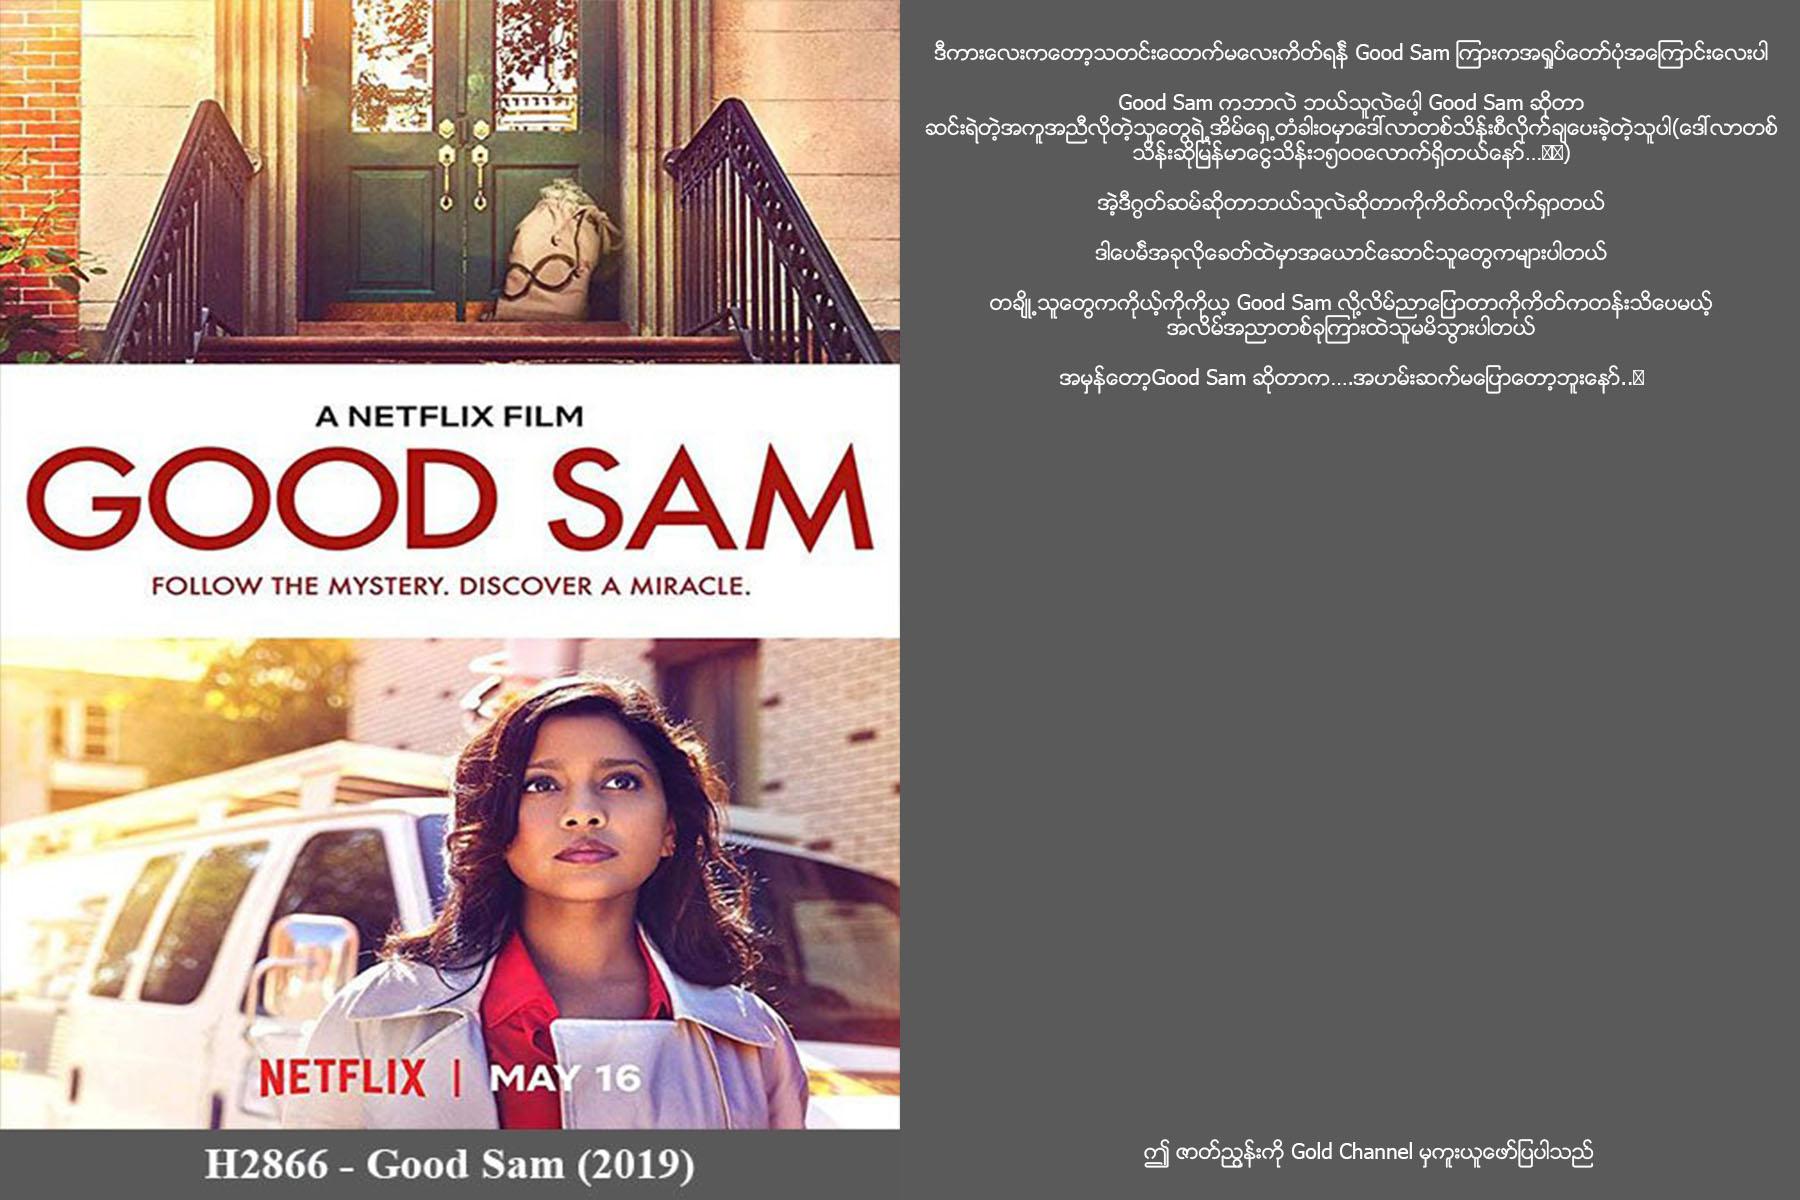 A NETFLIX FILM
GOOD SAM
FOLLOW THE MYSTERY. DISCOVER A MIRACLE.
NETFLIX | MAY 16
H2866 - Good Sam (2019)
ဒီကားလေးကတော့သတင်းထောက်မလေးကိတ်ရင်္နီ Good Sam ကြားကအရှုပ်တော်ပုံအကြောင်းလေးပါ
Good Sam ကဘာလဲ ဘယ်သူလဲပေါ့ Good Sam ဆိုတာ
ဆင်းရဲတဲ့အကူအညီလိုတဲ့သူတွေရဲ့အိမ်ရှေ့တံခါးဝမှာဒေါ်လာတစ်သိန်းစီလိုက်ချပေးခဲ့တဲ့သူပါ(ဒေါ်လာတစ်
သိန်းဆိုမြန်မာငွေသိန်း၁၅၀၀လောက်ရှိတယ်နော်...)
အဲ့ဒီဂွတ်ဆမ်ဆိုတာဘယ်သူလဲဆိုတာကိုကိတ်ကလိုက်ရှာတယ်
ဒါပေမဲ့အခုလိုခေတ်ထဲမှာအယောင်ဆောင်သူတွေကများပါတယ်
တချို့သူတွေကကိုယ့်ကိုကိုယ့ Good Sam လို့လိမ်ညာပြောတာကိုကိတ်ကတန်းသိပေမယ့်
အလိမ်အညာတစ်ခုကြားထဲသူမမိသွားပါတယ်
အမှန်တော့Good Sam ဆိုတာက....အဟမ်းဆက်မပြောတော့ဘူးနော်..
ဤ ဇာတ်ညွှန်းကို Gold Channel မှကူးယူဖော်ပြပါသည်